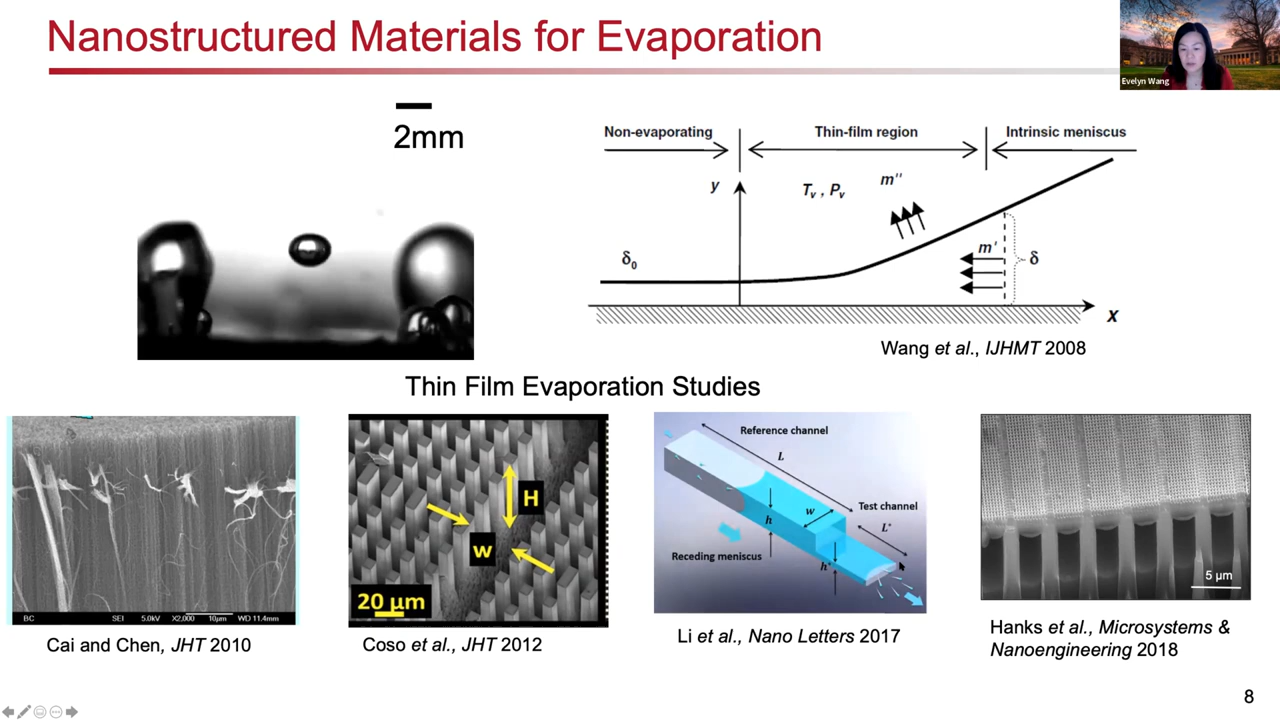 Nanostructured Materials for Evaporation
Evelyn Wang
2mm
Non-evaporating
Thin-film region
Intrinsic meniscus
y
Tv , Pv
m''
δ0
m'
δ
x
Wang et al., IJHMT 2008
Thin Film Evaporation Studies
BC SEI 5.0kV X2,000 10μm WD 11.4mm
H
w
20 μm
Reference channel
L
Test channel
w
L*
h
Receding meniscus
h*
5 μm
Cai and Chen, JHT 2010
Coso et al., JHT 2012
Li et al., Nano Letters 2017
Hanks et al., Microsystems &
Nanoengineering 2018
8